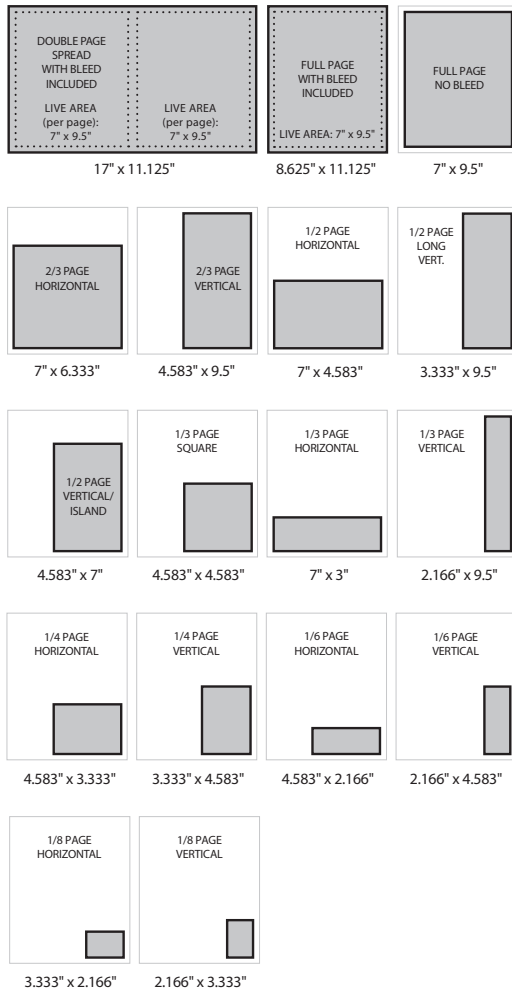 DOUBLE PAGE
SPREAD
WITH BLEED
INCLUDED
LIVE AREA
(per page):
7" x 9.5"
LIVE AREA
(per page):
7" x 9.5"
17" x 11.125"
FULL PAGE
WITH BLEED
INCLUDED
LIVE AREA: 7" x 9.5"
8.625" x 11.125"
FULL PAGE
NO BLEED
7" x 9.5"
2/3 PAGE
HORIZONTAL
7" x 6.333"
2/3 PAGE
VERTICAL
4.583" x 9.5"
1/2 PAGE
HORIZONTAL
7" x 4.583"
1/2 PAGE
LONG
VERT.
3.333" x 9.5"
1/2 PAGE
VERTICAL/
ISLAND
4.583" x 7"
1/3 PAGE
SQUARE
4.583" x 4.583"
1/3 PAGE
HORIZONTAL
7" x 3"
1/3 PAGE
VERTICAL
2.166" x 9.5"
1/4 PAGE
HORIZONTAL
4.583" x 3.333"
1/4 PAGE
VERTICAL
3.333" x 4.583"
1/6 PAGE
HORIZONTAL
4.583" x 2.166"
1/6 PAGE
VERTICAL
2.166" x 4.583"
1/8 PAGE
HORIZONTAL
3.333" x 2.166"
1/8 PAGE
VERTICAL
2.166" x 3.333"